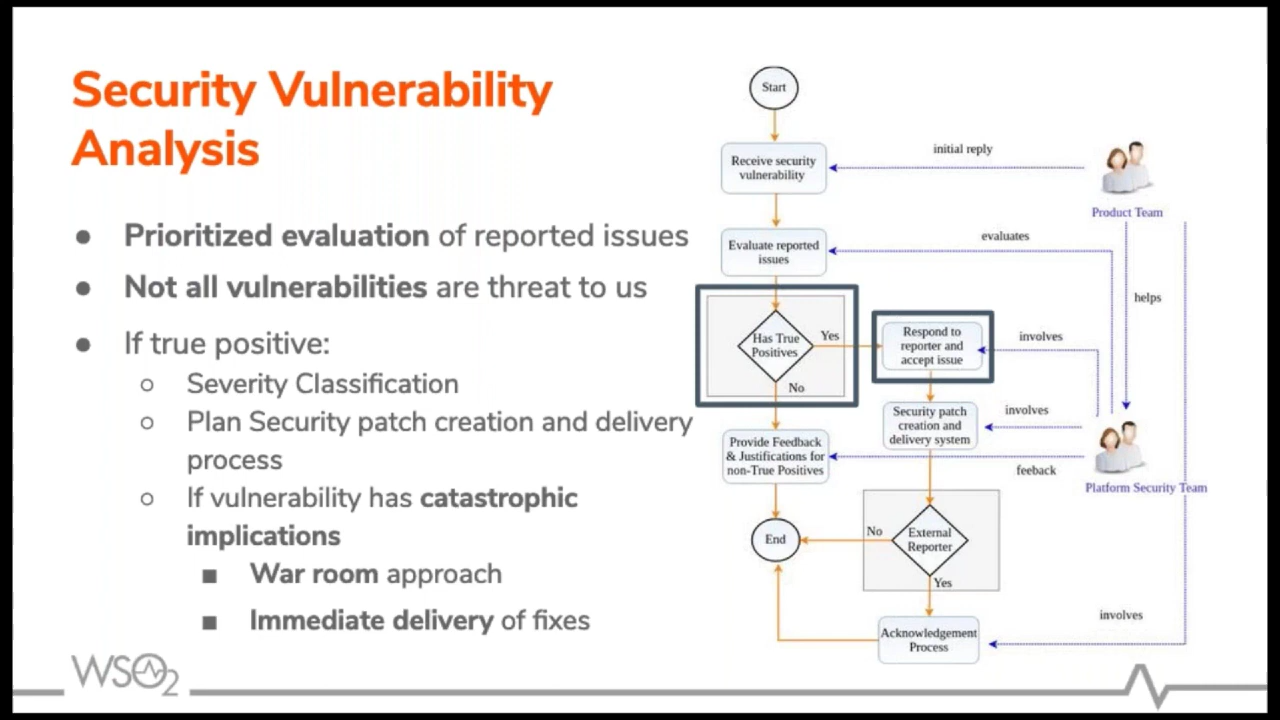 Security Vulnerability
Analysis
● Prioritized evaluation of reported issues
● Not all vulnerabilities are threat to us
● If true positive:
○ Severity Classification
○ Plan Security patch creation and delivery
process
○ If vulnerability has catastrophic
implications
■ War room approach
■ Immediate delivery of fixes
WSO2
Start
Receive security
vulnerability
initial reply
Product Team
Evaluate reported
issues
evaluates
helps
Has True
Positives
Yes
No
Respond to
reporter and
accept issue
involves
Security patch
creation and
delivery system
involves
Provide Feedback
& Justifications for
non-True Positives
feeback
Platform Security Team
End
No
External
Reporter
Yes
Acknowledgement
Process
involves